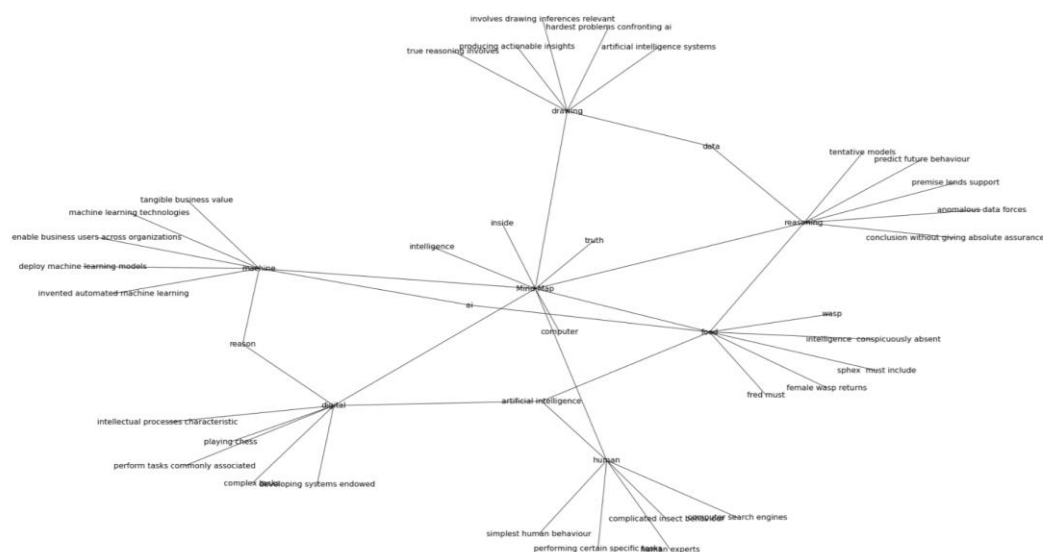 involves drawing inferences relevant
hardest problems confronting ai
true reasoning involves
producing actionable insights
artificial intelligence systems
drawing
data
tentative models
predict future behaviour
premise lends support
anomalous data forces
reasoning
conclusion without giving absolute assurance
tangible business value
machine learning technologies
enable business users across organizations
deploy machine learning models
machine
invented automated machine learning
inside
intelligence
truth
Mind Map
ai
computer
food
wasp
intelligence conspicuously absent
sphex must include
female wasp returns
fred must
reason
digital
artificial intelligence
intellectual processes characteristic
playing chess
perform tasks commonly associated
complex tasks
developing systems endowed
human
simplest human behaviour
performing certain specific tasks
human experts
complicated insect behaviour
computer search engines